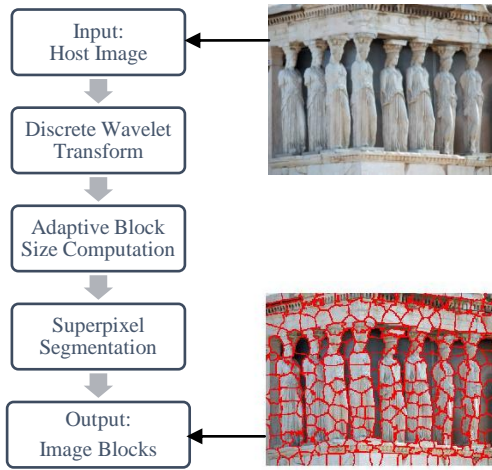 Input:
Host Image
Discrete Wavelet
Transform
Adaptive Block
Size Computation
Superpixel
Segmentation
Output:
Image Blocks